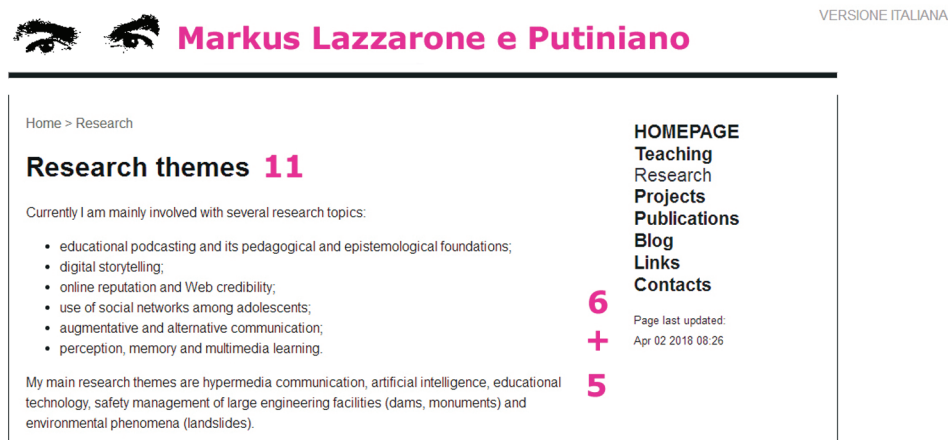 VERSIONE ITALIANA
Markus Lazzarone e Putiniano
Home > Research
Research themes 11
Currently I am mainly involved with several research topics:
• educational podcasting and its pedagogical and epistemological foundations;
• digital storytelling;
• online reputation and Web credibility;
• use of social networks among adolescents;
• augmentative and alternative communication;
• perception, memory and multimedia learning.
6
+
5
My main research themes are hypermedia communication, artificial intelligence, educational
technology, safety management of large engineering facilities (dams, monuments) and
environmental phenomena (landslides).
HOMEPAGE
Teaching
Research
Projects
Publications
Blog
Links
Contacts
Page last updated:
Apr 02 2018 08:26